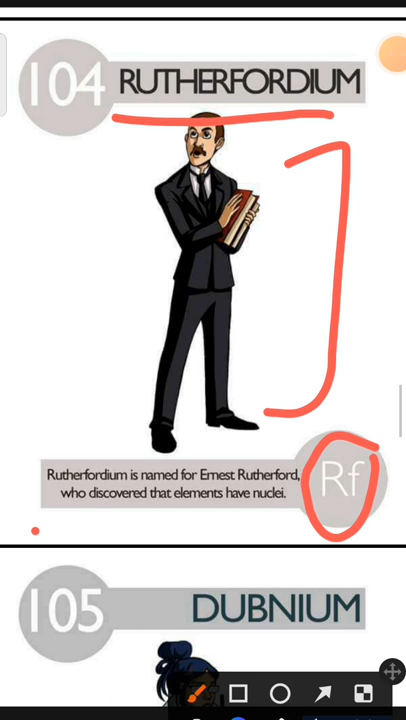 104 RUTHERFORDIUM
Rutherfordium is named for Ernest Rutherford,
who discovered that elements have nuclei.
Rf
105 DUBNIUM